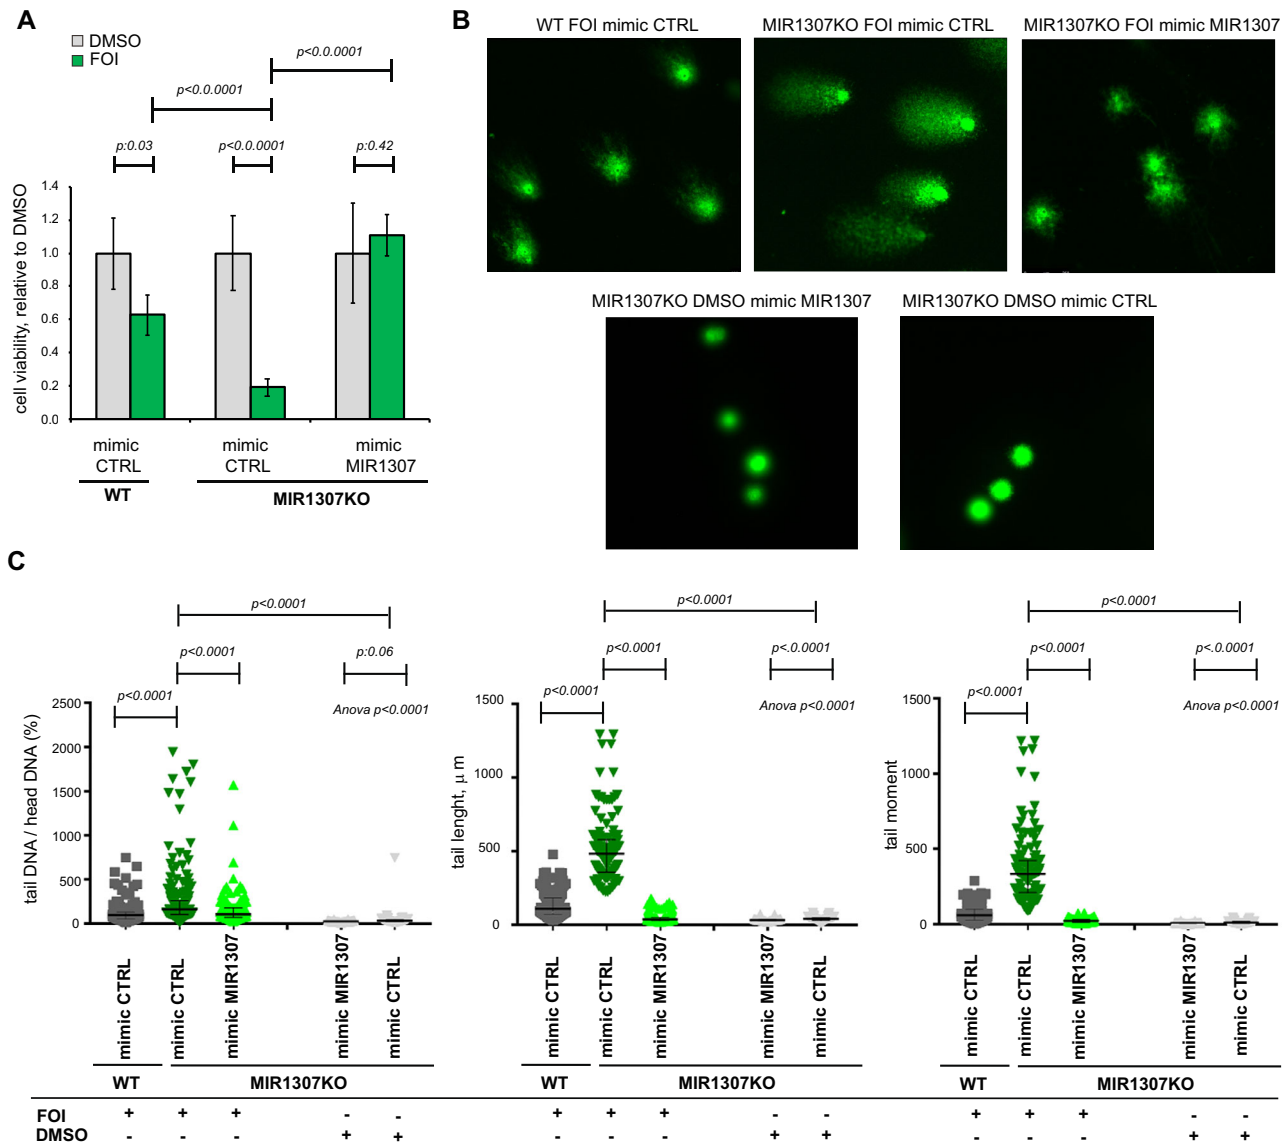 A
DMSO
FOI
p<0.0.0001
p<0.0.0001
p:0.03
p<0.0.0001
p:0.42
cell viability, relative to DMSO
1.4
1.2
1.0
0.8
0.6
0.4
0.2
0.0
mimic CTRL
mimic CTRL
mimic MIR1307
WT
MIR1307KO
B
WT FOI mimic CTRL
MIR1307KO FOI mimic CTRL
MIR1307KO FOI mimic MIR1307
MIR1307KO DMSO mimic MIR1307
MIR1307KO DMSO mimic CTRL
C
p<0.0001
p<0.0001
p:0.06
p<0.0001
Anova p<0.0001
tail DNA / head DNA (%)
2500
2000
1500
1000
500
0
mimic CTRL
mimic CTRL
mimic MIR1307
mimic MIR1307
mimic CTRL
WT
MIR1307KO
p<0.0001
p<0.0001
p<.0.0001
p<0.0001
Anova p<0.0001
tail lenght, μm
1500
1000
500
0
mimic CTRL
mimic CTRL
mimic MIR1307
mimic MIR1307
mimic CTRL
WT
MIR1307KO
p<0.0001
p<0.0001
p<.0.0001
p<0.0001
Anova p<0.0001
tail moment
1500
1000
500
0
mimic CTRL
mimic CTRL
mimic MIR1307
mimic MIR1307
mimic CTRL
WT
MIR1307KO
FOI + + + - - + + + - - + + + - -
DMSO - - - + + - - - + + - - - + +